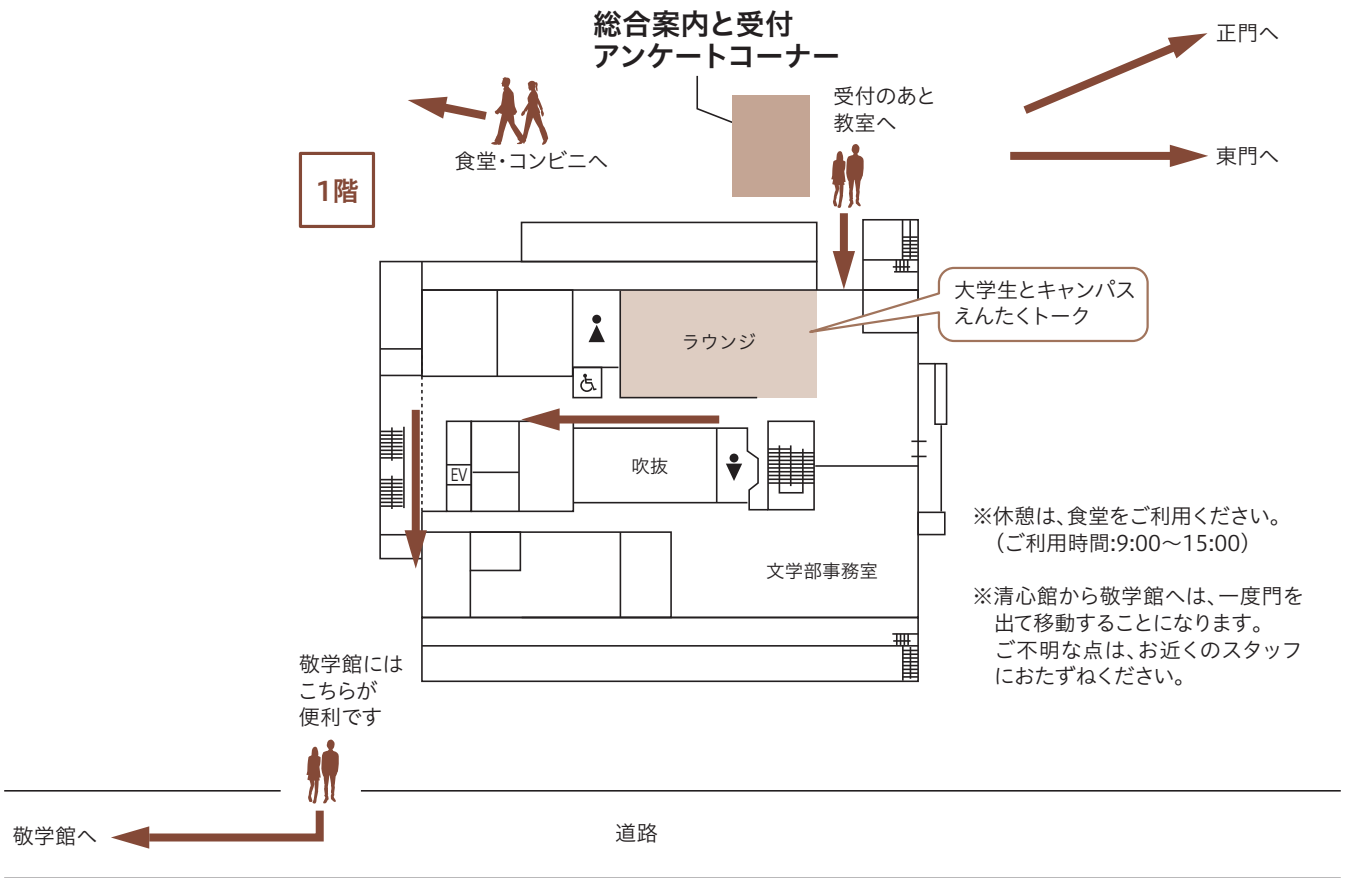 総合案内と受付
アンケートコーナー
正門へ
受付のあと
教室へ
食堂・コンビニへ
東門へ
1階
大学生とキャンパス
えんたくトーク
ラウンジ
吹抜
EV
文学部事務室
※休憩は、食堂をご利用ください。
(ご利用時間:9:00～15:00)
※清心館から敬学館へは、一度門を
出て移動することになります。
ご不明な点は、お近くのスタッフ
におたずねください。
敬学館には
こちらが
便利です
敬学館へ
道路